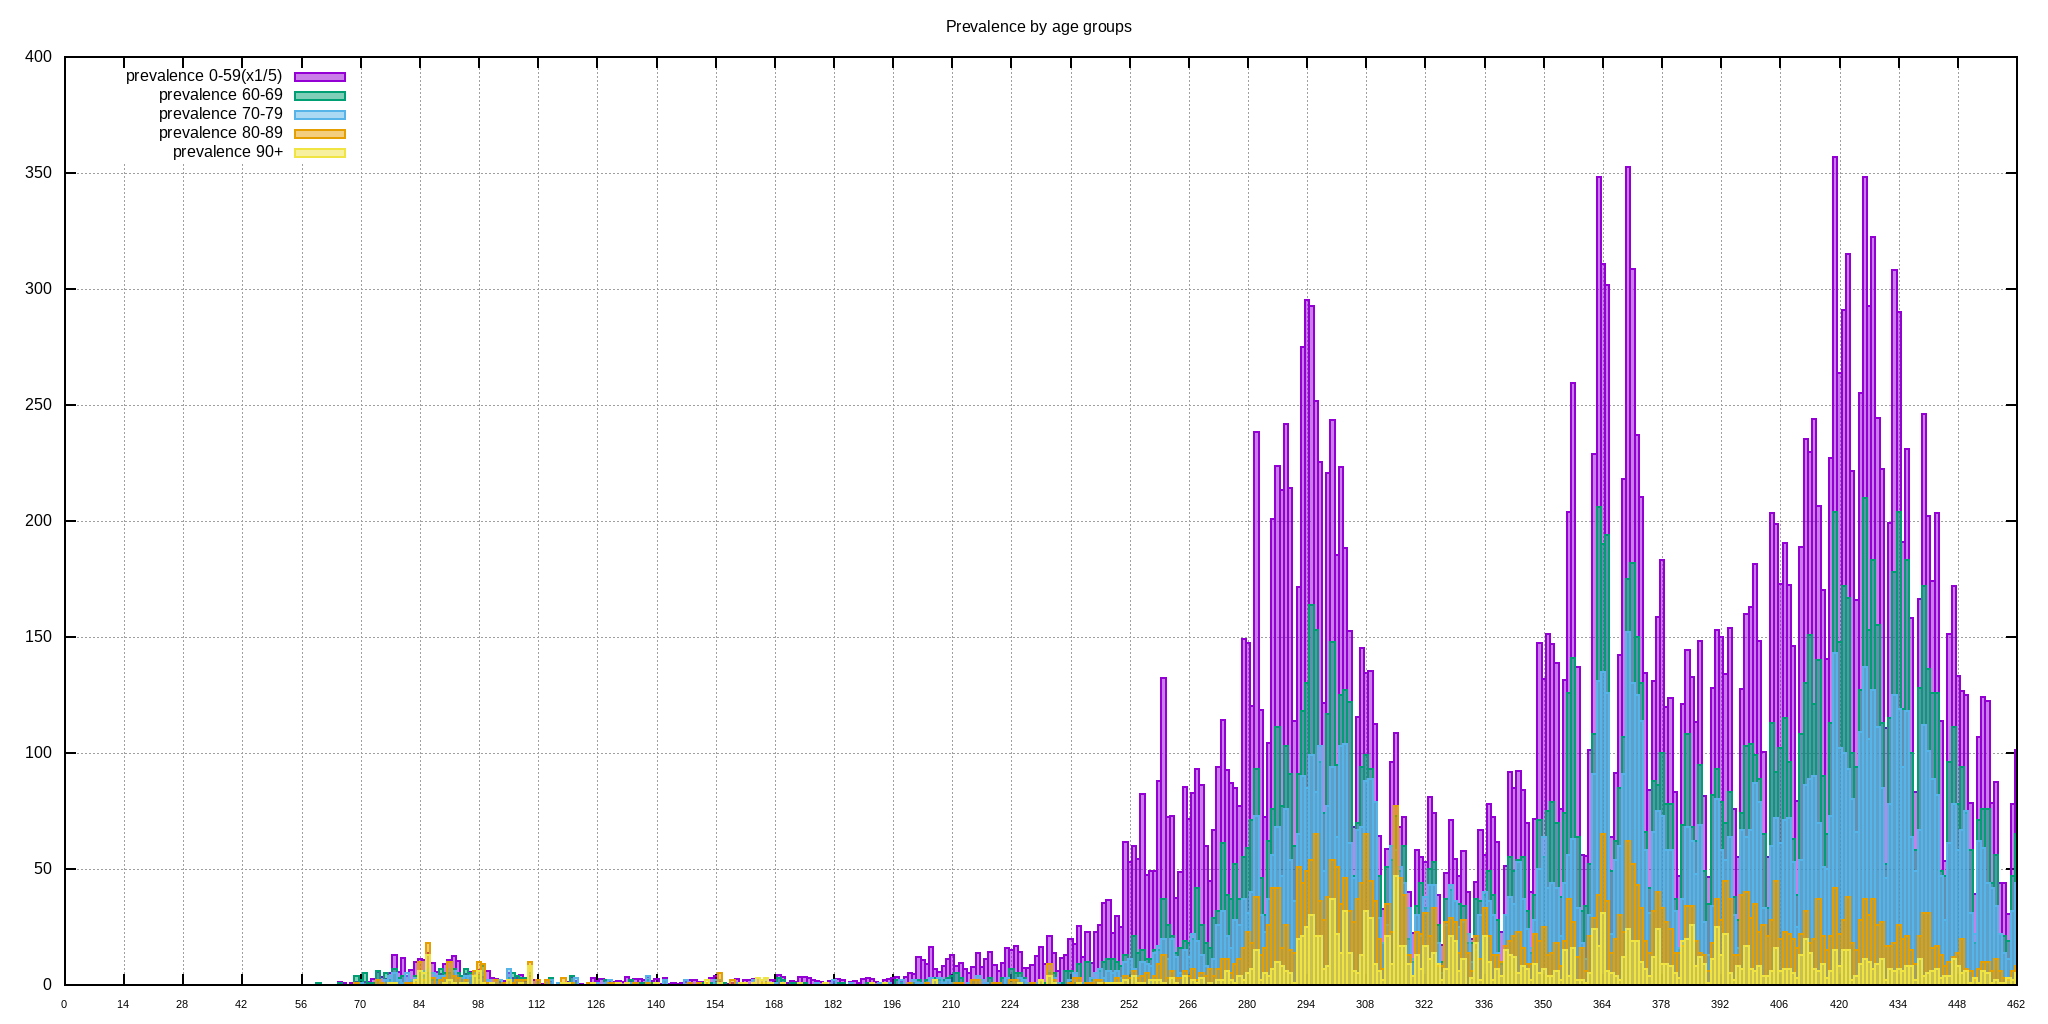 Prevalence by age groups
400
350
300
250
200
150
100
50
0
prevalence 0-59(x1/5)
prevalence 60-69
prevalence 70-79
prevalence 80-89
prevalence 90+
0 14 28 42 56 70 84 98 112 126 140 154 168 182 196 210 224 238 252 266 280 294 308 322 336 350 364 378 392 406 420 434 448 462